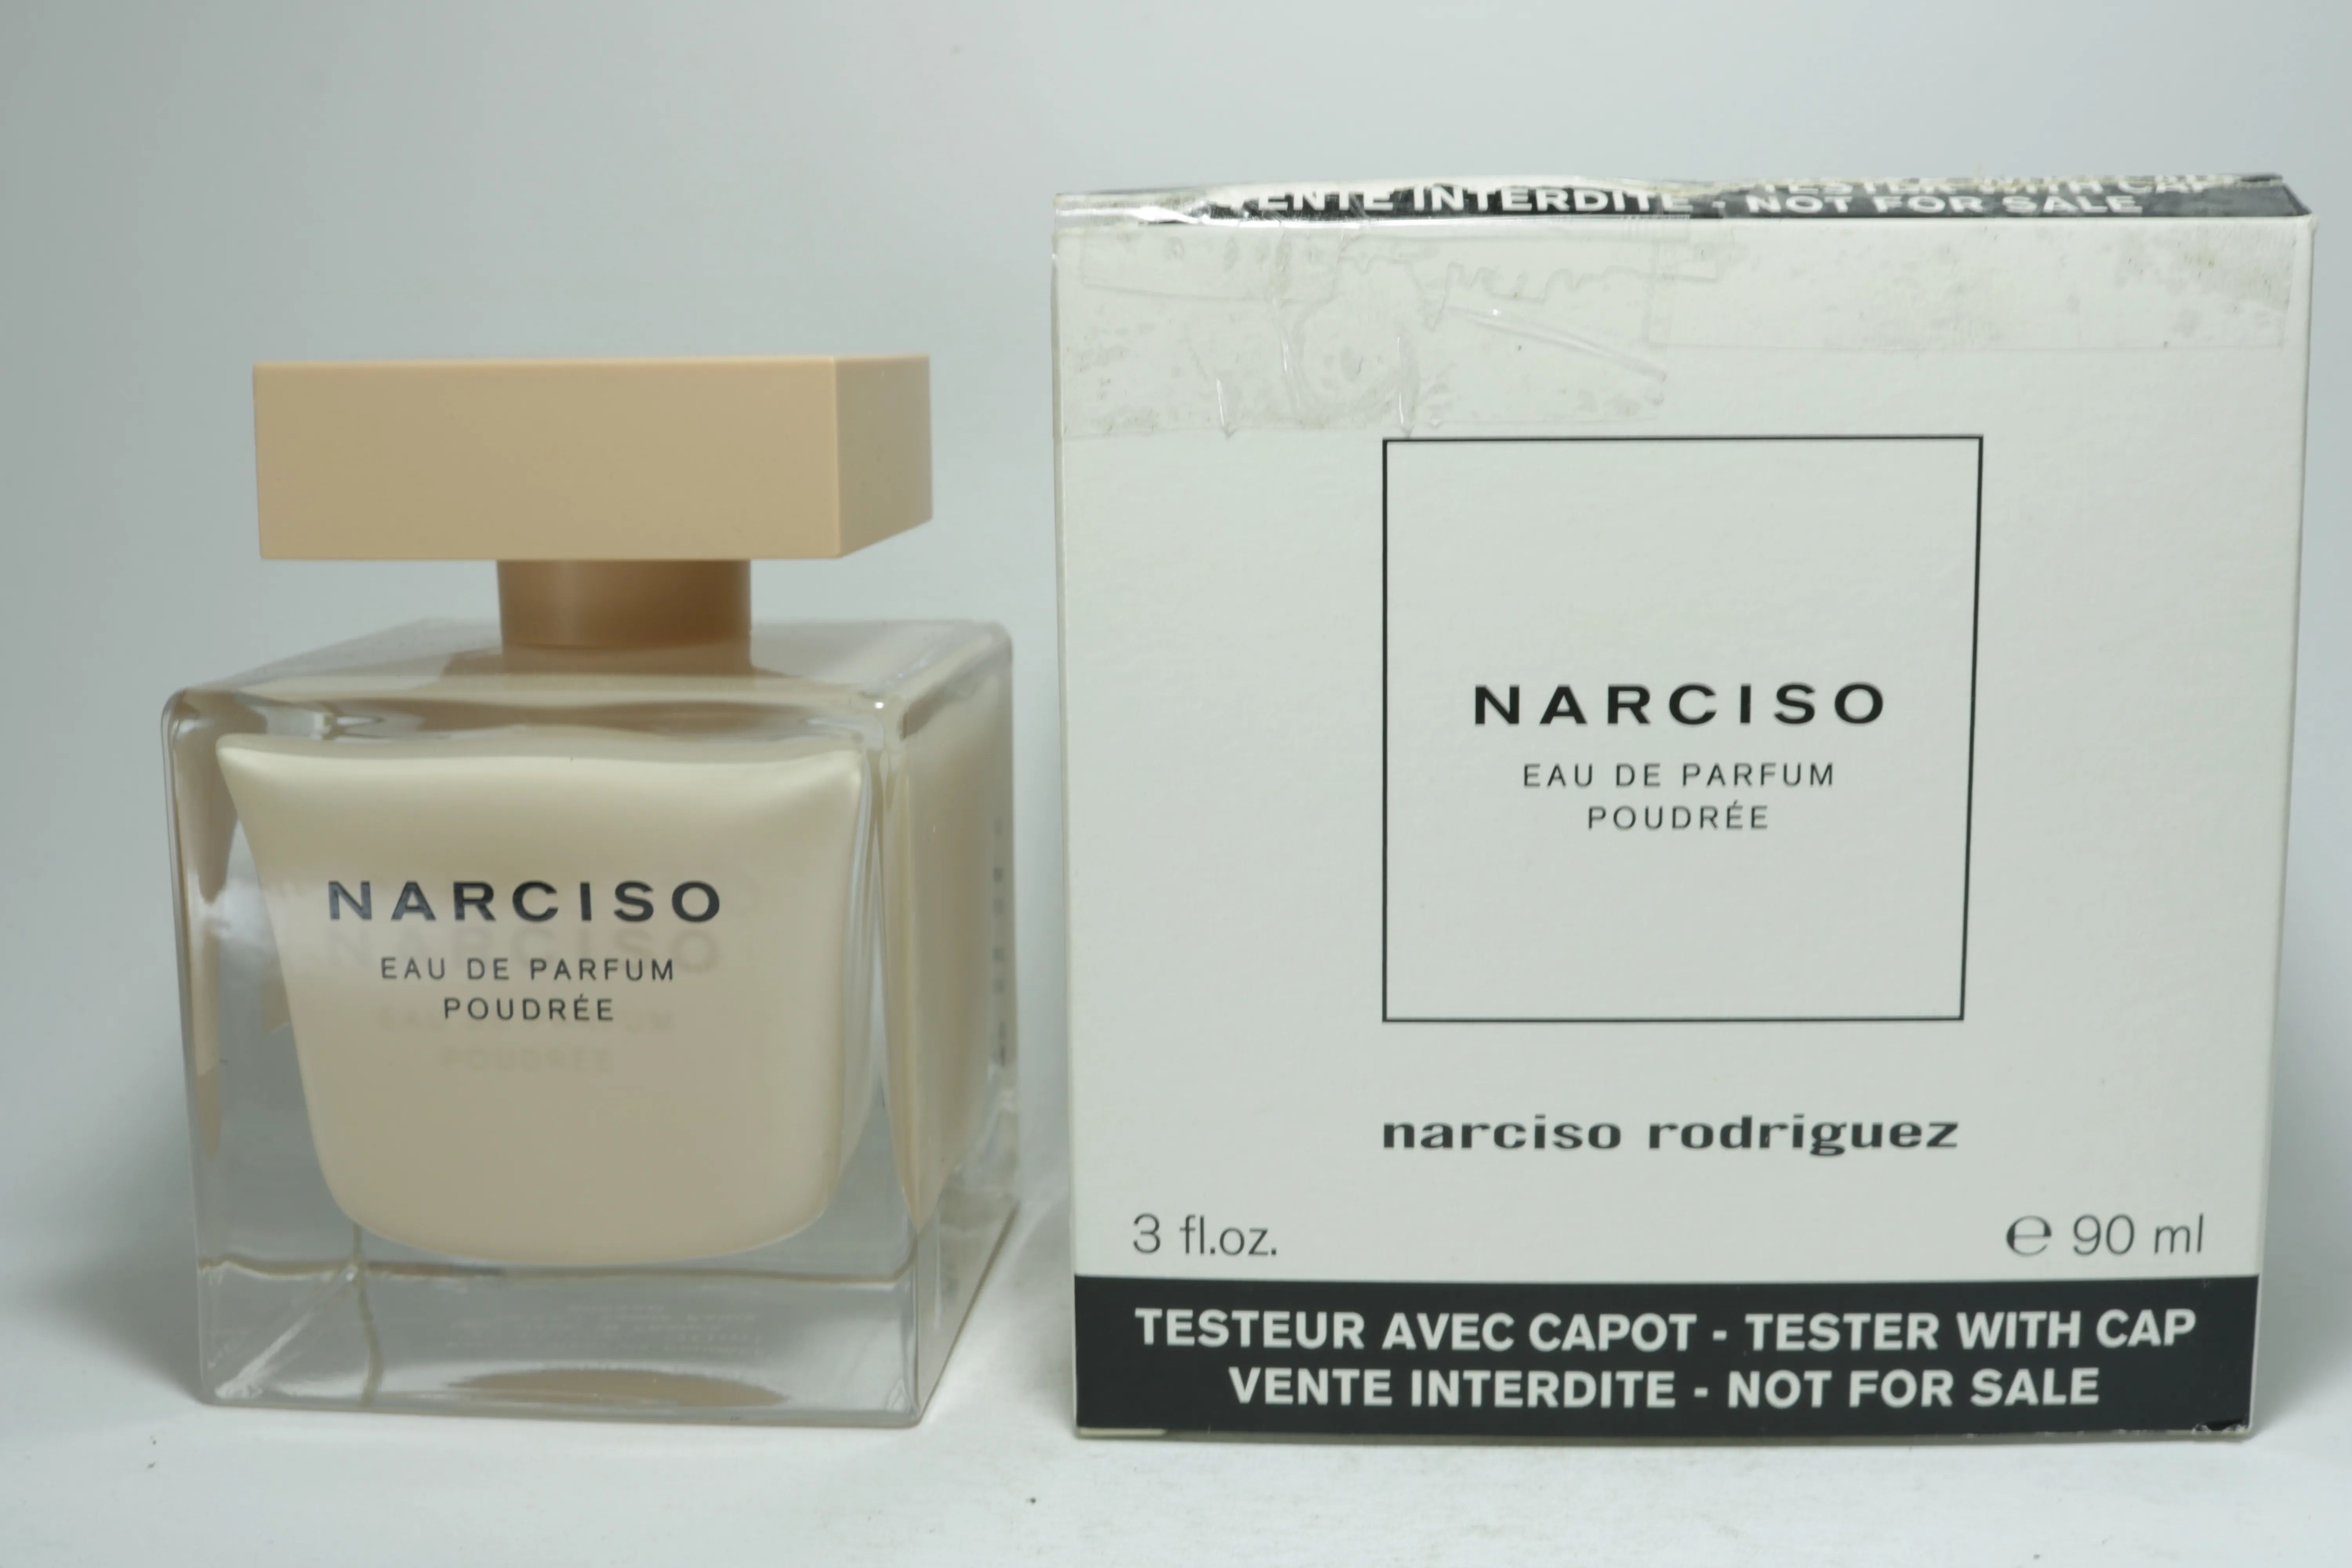 NARCISO
EAU DE PARFUM
POUDRÉE
VENTE INTERDITE - NOT FOR SALE
NARCISO
EAU DE PARFUM
POUDRÉE
narciso rodriguez
3 fl.oz.
℮ 90 ml
TESTEUR AVEC CAPOT - TESTER WITH CAP
VENTE INTERDITE - NOT FOR SALE